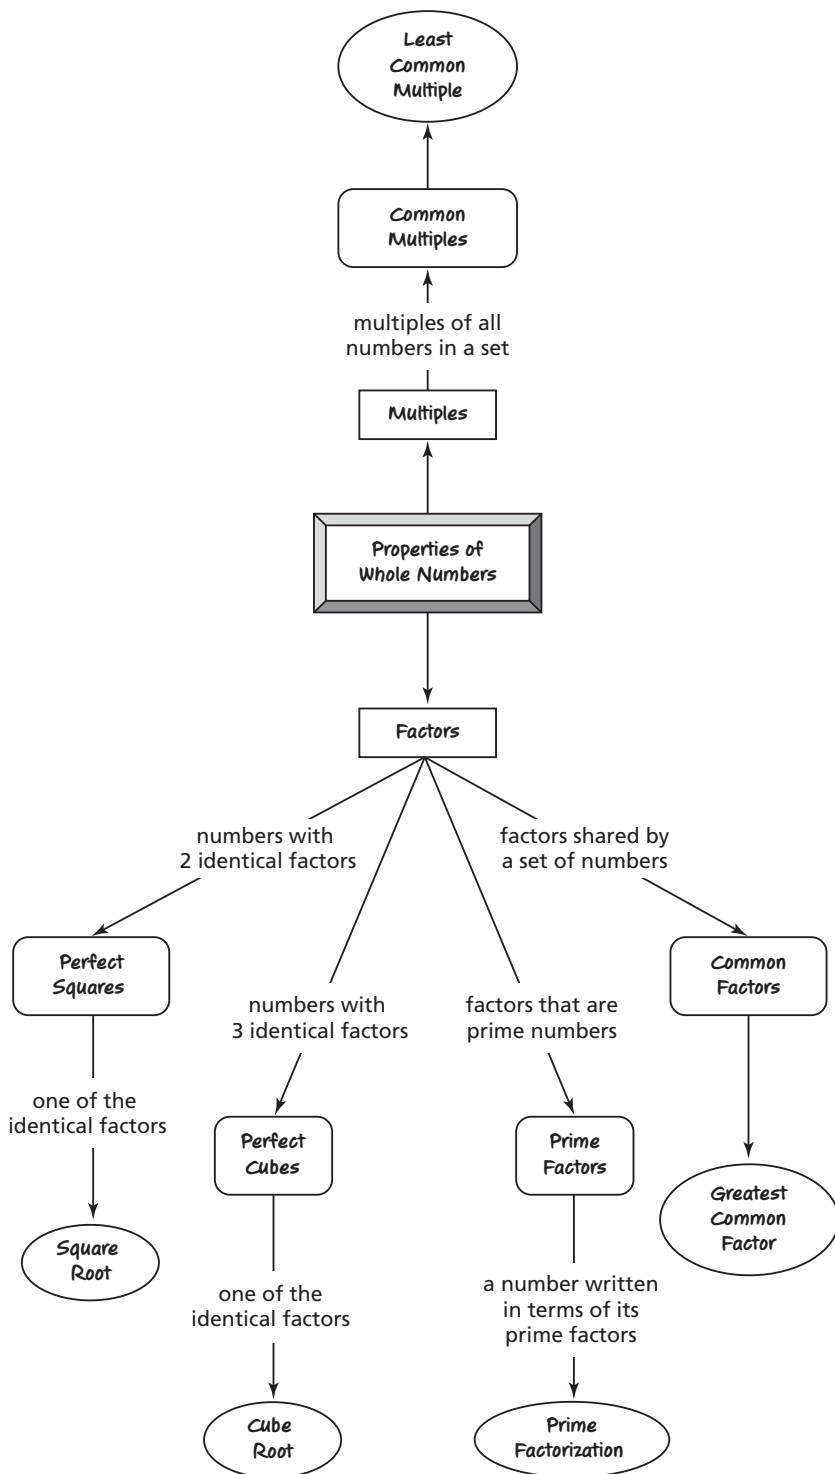 Least
Common
Multiple
Common
Multiples
multiples of all
numbers in a set
Multiples
Properties of
Whole Numbers
Factors
numbers with
2 identical factors
factors shared by
a set of numbers
Perfect
Squares
numbers with
3 identical factors
factors that are
prime numbers
Common
Factors
one of the
identical factors
Perfect
Cubes
Prime
Factors
Greatest
Common
Factor
Square
Root
one of the
identical factors
a number written
in terms of its
prime factors
Cube
Root
Prime
Factorization